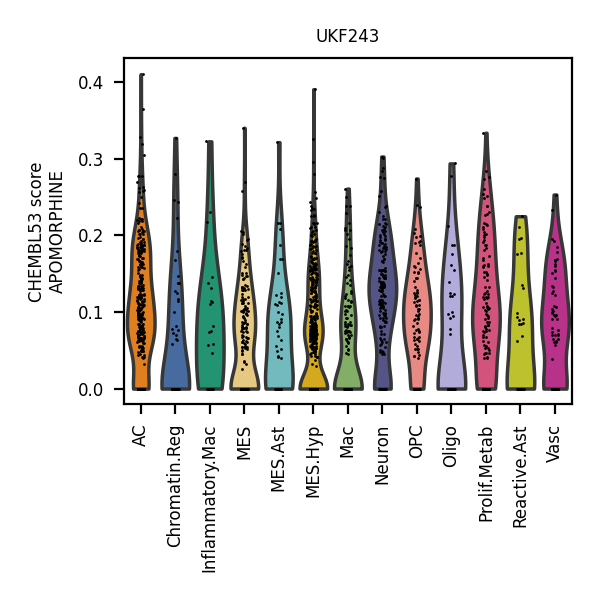 UKF243
CHEMBL53 score
APOMORPHINE
0.4
0.3
0.2
0.1
0.0
AC
Chromatin.Reg
Inflammatory.Mac
MES
MES.Ast
MES.Hyp
Mac
Neuron
OPC
Oligo
Prolif.Metab
Reactive.Ast
Vasc